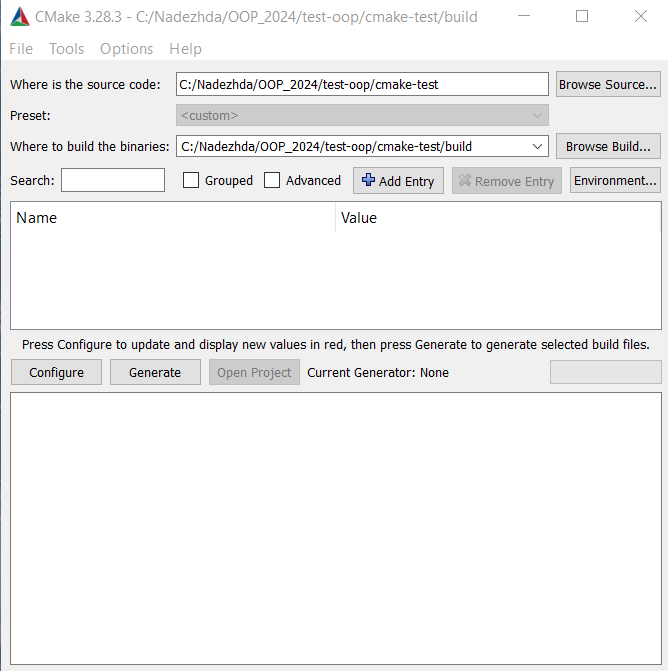 CMake 3.28.3 - C:/Nadezhda/OOP_2024/test-oop/cmake-test/build
File Tools Options Help
Where is the source code: C:/Nadezhda/OOP_2024/test-oop/cmake-test Browse Source...
Preset: <custom>
Where to build the binaries: C:/Nadezhda/OOP_2024/test-oop/cmake-test/build Browse Build...
Search: Grouped Advanced Add Entry Remove Entry Environment...
Name Value
Press Configure to update and display new values in red, then press Generate to generate selected build files.
Configure Generate Open Project Current Generator: None